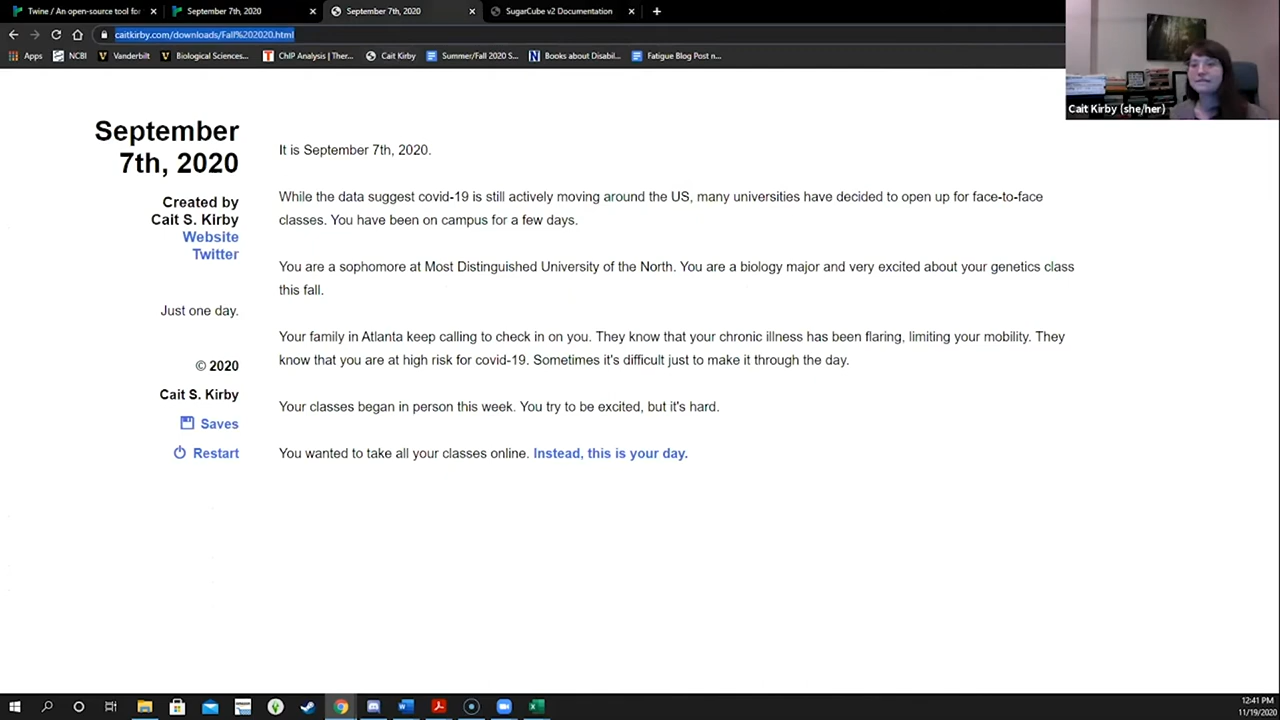 Twine / An open-source tool for
September 7th, 2020
September 7th, 2020
SugarCube v2 Documentation
caitkirby.com/downloads/Fall%202020.html
Apps
NCBI
Vanderbilt
Biological Sciences...
ChIP Analysis | Ther...
Cait Kirby
Summer/Fall 2020 S...
Books about Disabil...
Fatigue Blog Post n...
Cait Kirby (she/her)
September
7th, 2020
Created by
Cait S. Kirby
Website
Twitter
Just one day.
© 2020
Cait S. Kirby
Saves
Restart
It is September 7th, 2020.
While the data suggest covid-19 is still actively moving around the US, many universities have decided to open up for face-to-face
classes. You have been on campus for a few days.
You are a sophomore at Most Distinguished University of the North. You are a biology major and very excited about your genetics class
this fall.
Your family in Atlanta keep calling to check in on you. They know that your chronic illness has been flaring, limiting your mobility. They
know that you are at high risk for covid-19. Sometimes it's difficult just to make it through the day.
Your classes began in person this week. You try to be excited, but it's hard.
You wanted to take all your classes online. Instead, this is your day.
12:41 PM
11/19/2020